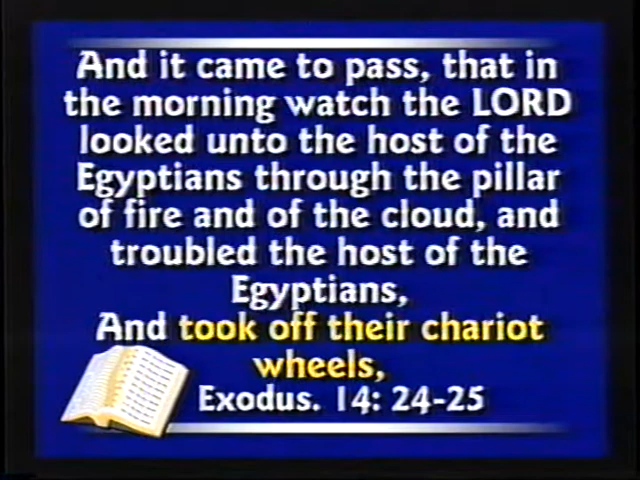 And it came to pass, that in
the morning watch the LORD
looked unto the host of the
Egyptians through the pillar
of fire and of the cloud, and
troubled the host of the
Egyptians,
And took off their chariot
wheels,
Exodus. 14: 24-25